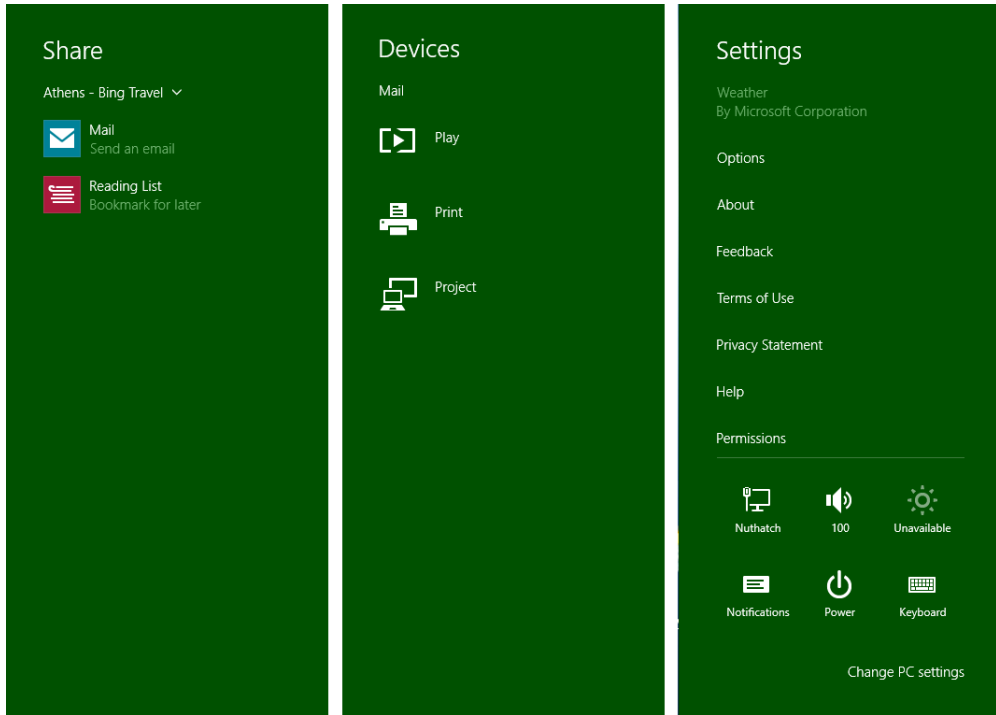 Share
Athens - Bing Travel
Mail
Send an email
Reading List
Bookmark for later
Devices
Mail
Play
Print
Project
Settings
Weather
By Microsoft Corporation
Options
About
Feedback
Terms of Use
Privacy Statement
Help
Permissions
Nuthatch
100
Unavailable
Notifications
Power
Keyboard
Change PC settings